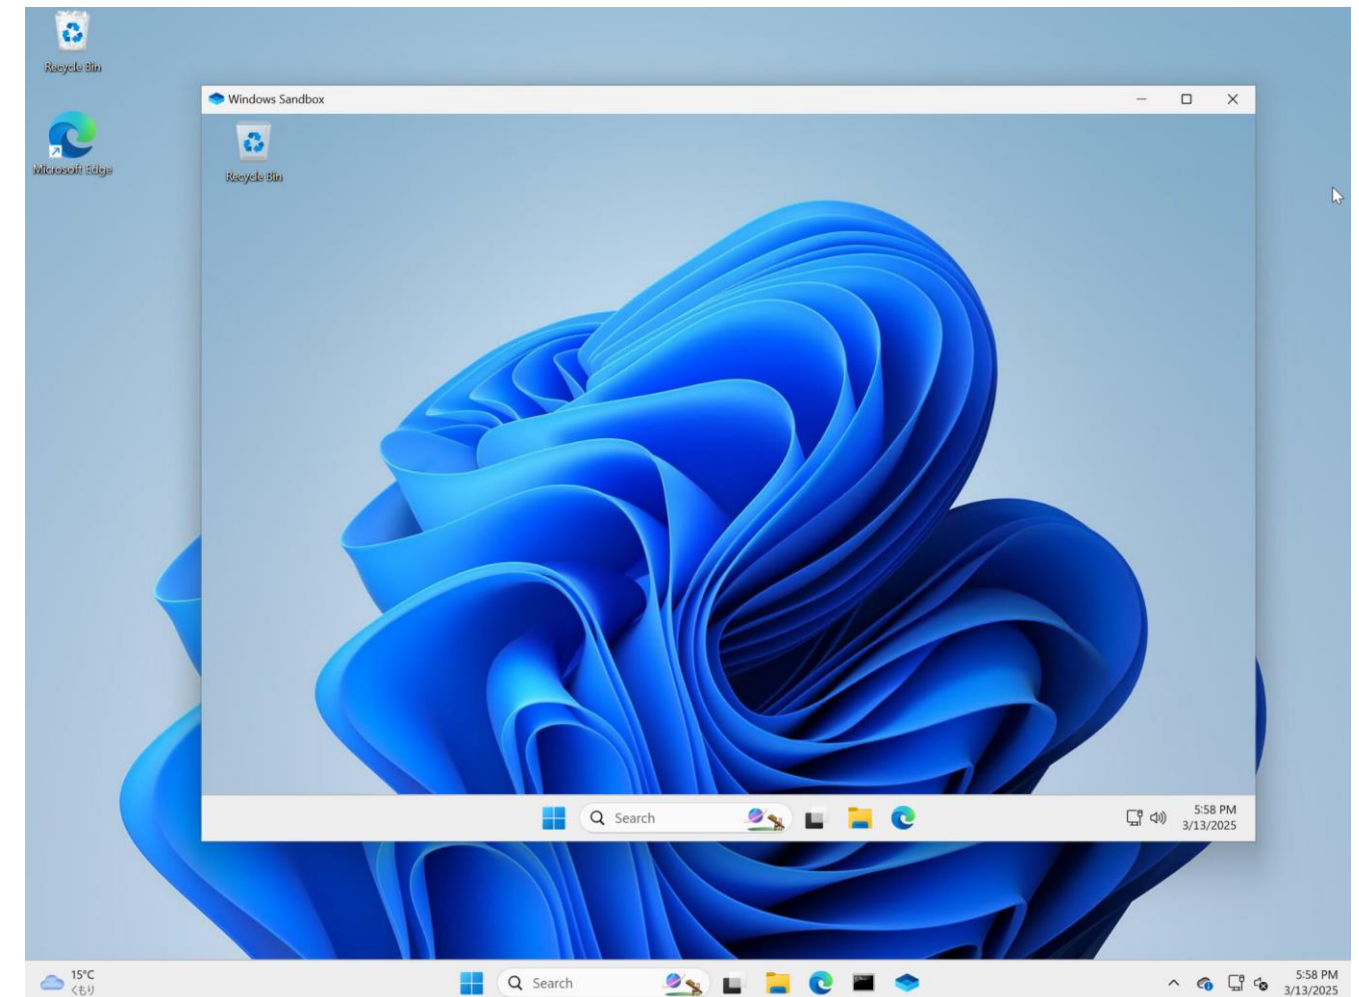 Recycle Bin
Microsoft Edge
Windows Sandbox
Recycle Bin
Search
5:58 PM
3/13/2025
15°C
くもり
Search
5:58 PM
3/13/2025